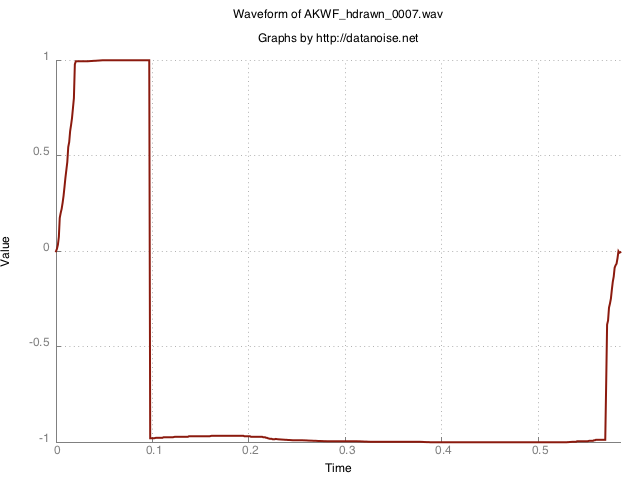 Waveform of AKWF_hdrawn_0007.wav
Graphs by http://datanoise.net
1
0.5
0
-0.5
-1
Value
0
0.1
0.2
0.3
0.4
0.5
Time